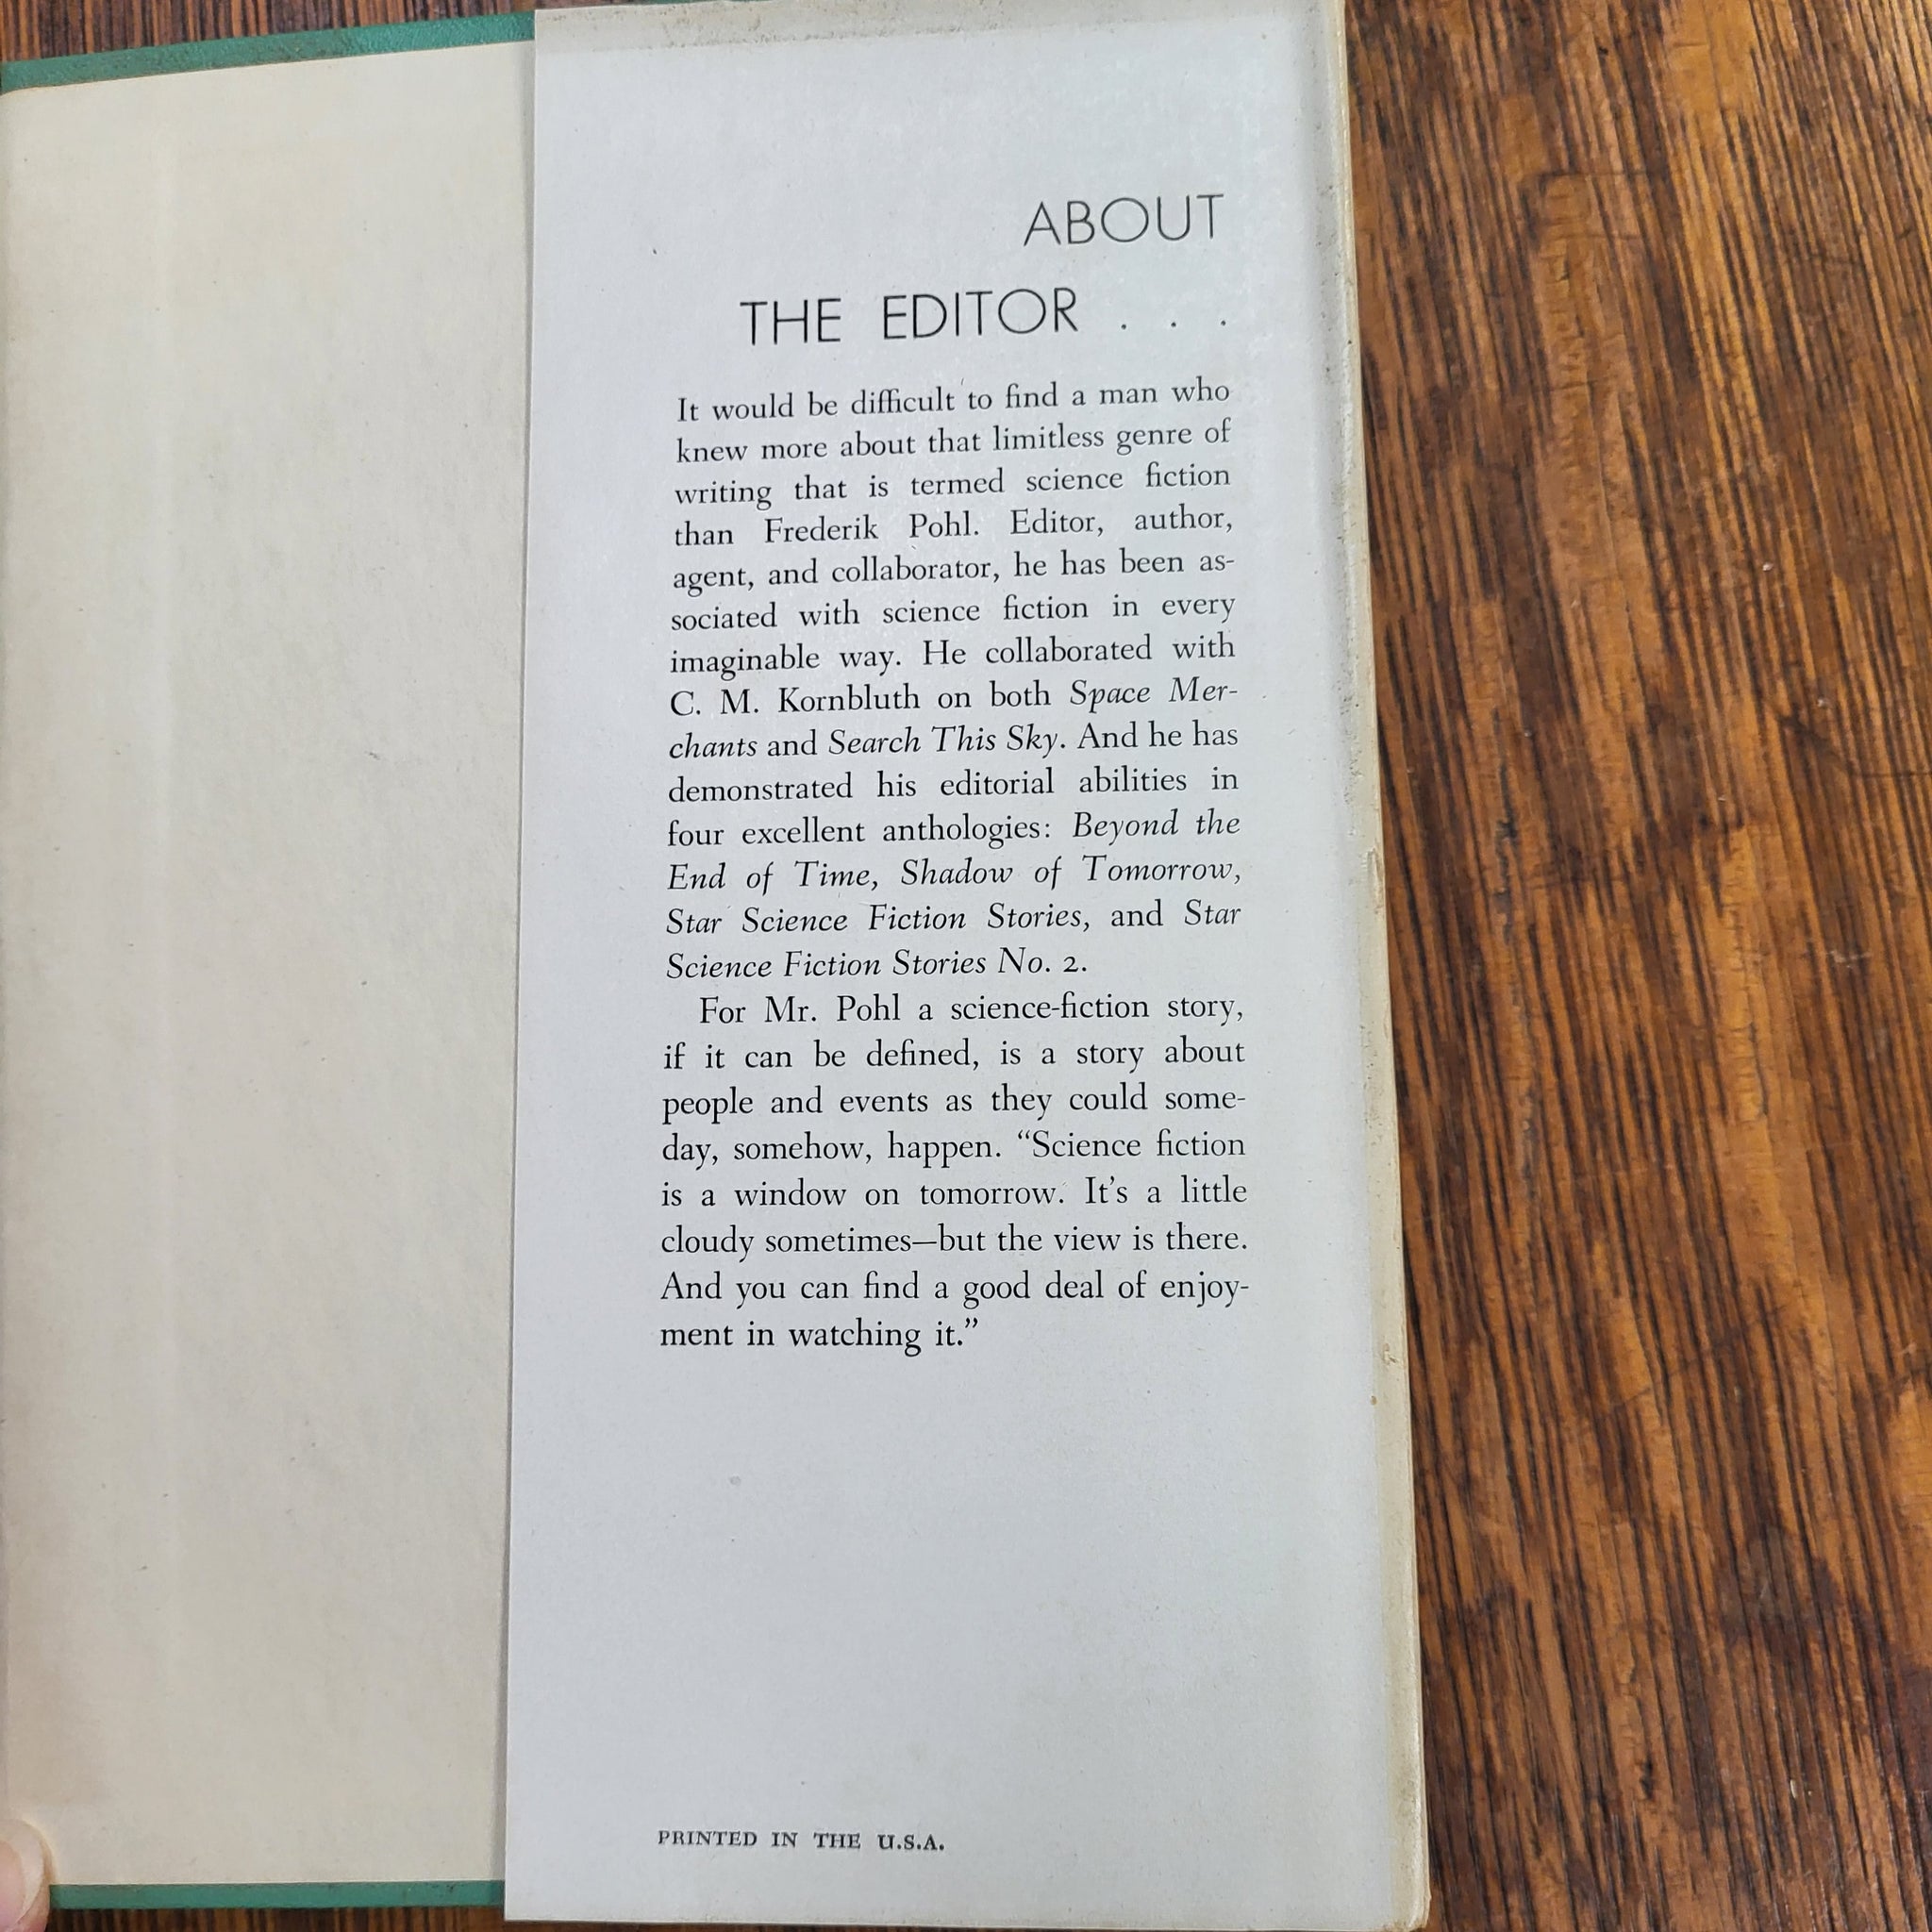 ABOUT
THE EDITOR . . .
It would be difficult to find a man who
knew more about that limitless genre of
writing that is termed science fiction
than Frederik Pohl. Editor, author,
agent, and collaborator, he has been as-
sociated with science fiction in every
imaginable way. He collaborated with
C. M. Kornbluth on both Space Mer-
chants and Search This Sky. And he has
demonstrated his editorial abilities in
four excellent anthologies: Beyond the
End of Time, Shadow of Tomorrow,
Star Science Fiction Stories, and Star
Science Fiction Stories No. 2.
For Mr. Pohl a science-fiction story,
if it can be defined, is a story about
people and events as they could some-
day, somehow, happen. “Science fiction
is a window on tomorrow. It’s a little
cloudy sometimes—but the view is there.
And you can find a good deal of enjoy-
ment in watching it.”
PRINTED IN THE U.S.A.